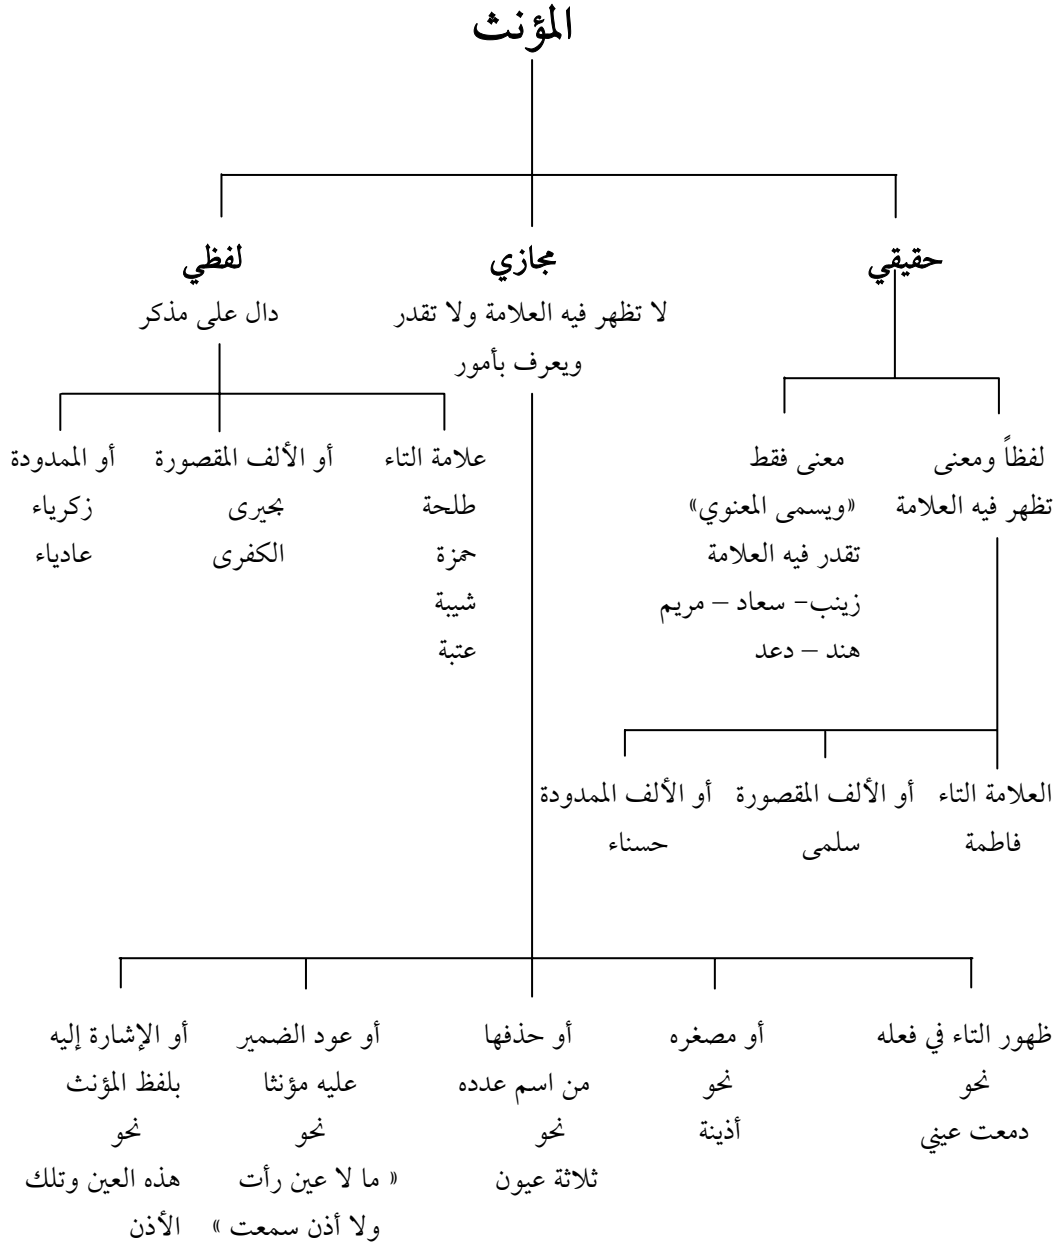 المؤنث
حقيقي
مجازي
لفظي
لا تظهر فيه العلامة ولا تقدر
ويعرف بأمور
دال على مذكر
لفظاً ومعنى
تظهر فيه العلامة
معنى فقط
«ويسمى المعنوي»
تقدر فيه العلامة
زينب- سعاد – مريم
هند – دعد
علامة التاء
طلحة
حمزة
شيبة
عتبة
أو الألف المقصورة
بحيرى
الكفرى
أو الممدودة
زكرياء
عادياء
العلامة التاء
فاطمة
أو الألف المقصورة
سلمى
أو الألف الممدودة
حسناء
ظهور التاء في فعله
نحو
دمعت عيني
أو مصغره
نحو
أذينة
أو حذفها
من اسم عدده
نحو
ثلاثة عيون
أو عود الضمير
عليه مؤنثا
نحو
« ما لا عين رأت
ولا أذن سمعت »
أو الإشارة إليه
بلفظ المؤنث
نحو
هذه العين وتلك
الأذن